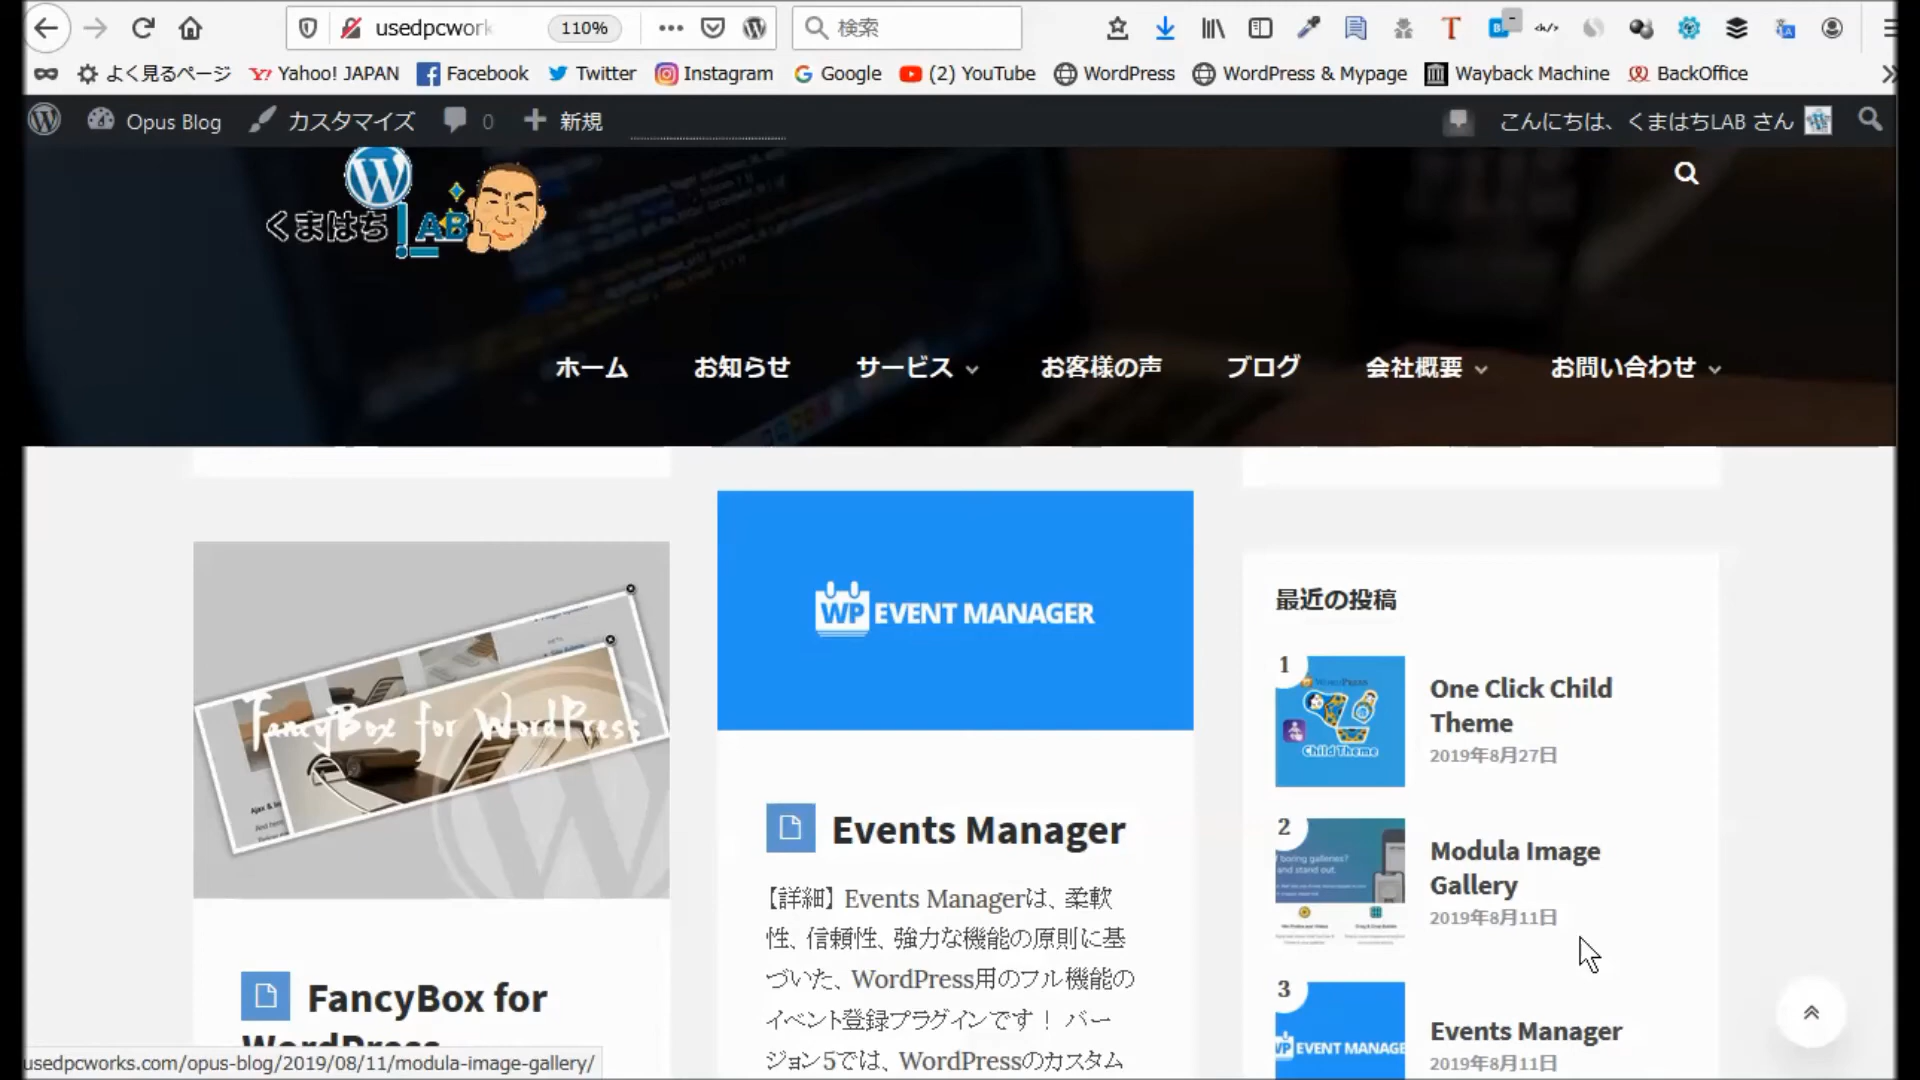 usedpcwork
110%
検索
よく見るページ
Yahoo! JAPAN
Facebook
Twitter
Instagram
Google
(2) YouTube
WordPress
WordPress & Mypage
Wayback Machine
BackOffice
Opus Blog
カスタマイズ
0
新規
こんにちは、くまはちLAB さん
くまはちLAB
ホーム
お知らせ
サービス
お客様の声
ブログ
会社概要
お問い合わせ
FancyBox for WordPress
FancyBox for
WordPress
WP EVENT MANAGER
Events Manager
【詳細】Events Managerは、柔軟
性、信頼性、強力な機能の原則に基
づいた、WordPress用のフル機能の
イベント登録プラグインです！ バー
ジョン5では、WordPressのカスタム
最近の投稿
1
WORDPRESS
Child Theme
One Click Child
Theme
2019年8月27日
2
boring galleries?
and stand out.
Modula Image
Gallery
2019年8月11日
3
WP EVENT MANAGE
Events Manager
2019年8月11日
usedpcworks.com/opus-blog/2019/08/11/modula-image-gallery/